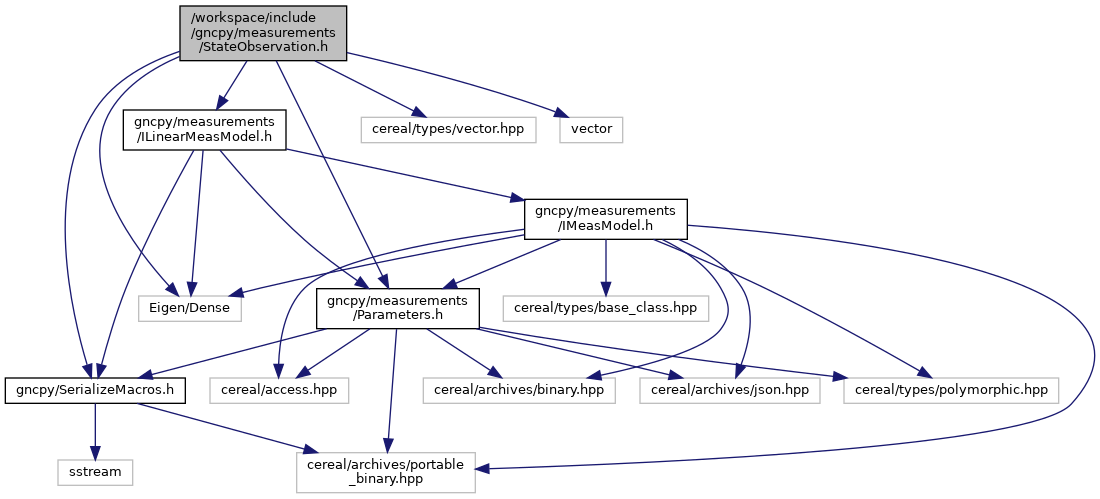 /workspace/include
/gncpy/measurements
/StateObservation.h
gncpy/measurements
/ILinearMeasModel.h
cereal/types/vector.hpp
vector
gncpy/measurements
/IMeasModel.h
Eigen/Dense
gncpy/measurements
/Parameters.h
cereal/types/base_class.hpp
gncpy/SerializeMacros.h
cereal/access.hpp
cereal/archives/binary.hpp
cereal/archives/json.hpp
cereal/types/polymorphic.hpp
sstream
cereal/archives/portable
_binary.hpp